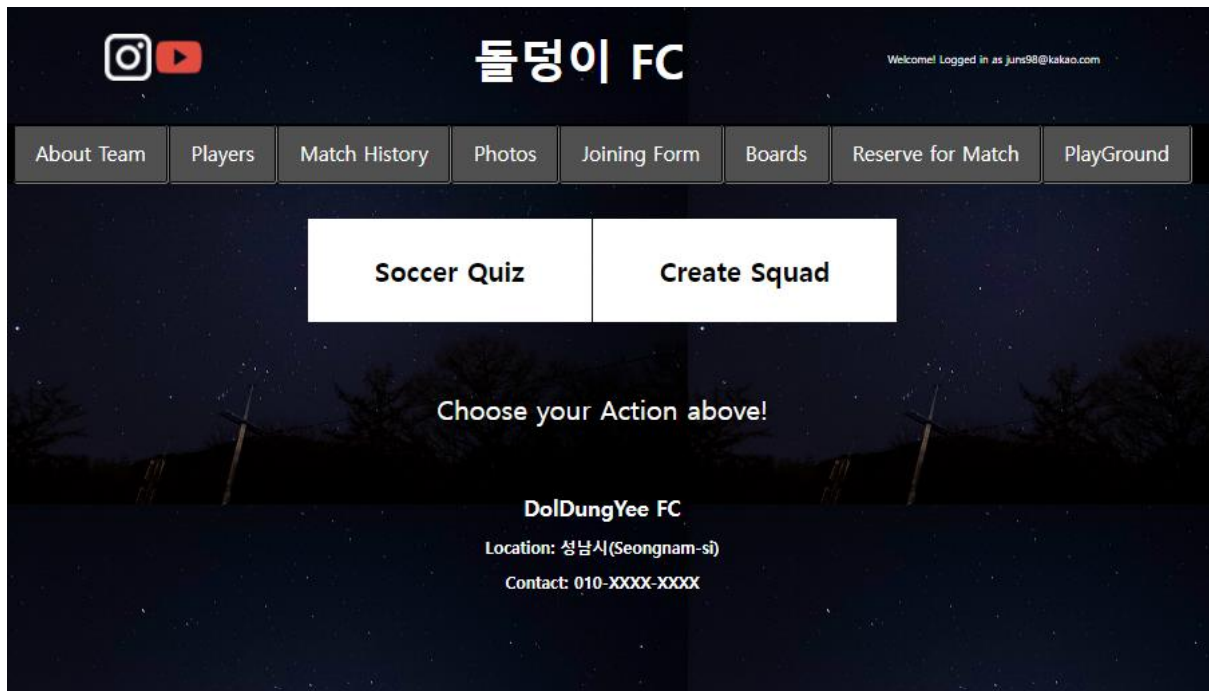 돌덩이 FC
Welcome! Logged in as juns98@kakao.com
About Team Players Match History Photos Joining Form Boards Reserve for Match PlayGround
Soccer Quiz Create Squad
Choose your Action above!
DolDungYee FC
Location: 성남시(Seongnam-si)
Contact: 010-XXXX-XXXX